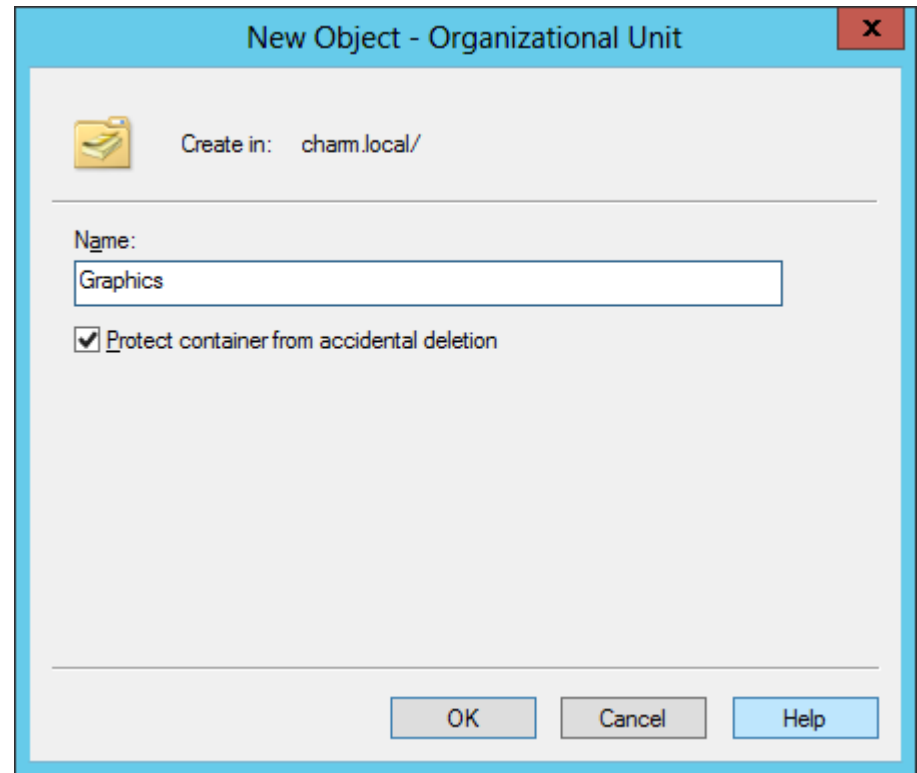 New Object - Organizational Unit
x
Create in: charm.local/
Name:
Graphics
Protect container from accidental deletion
OK Cancel Help